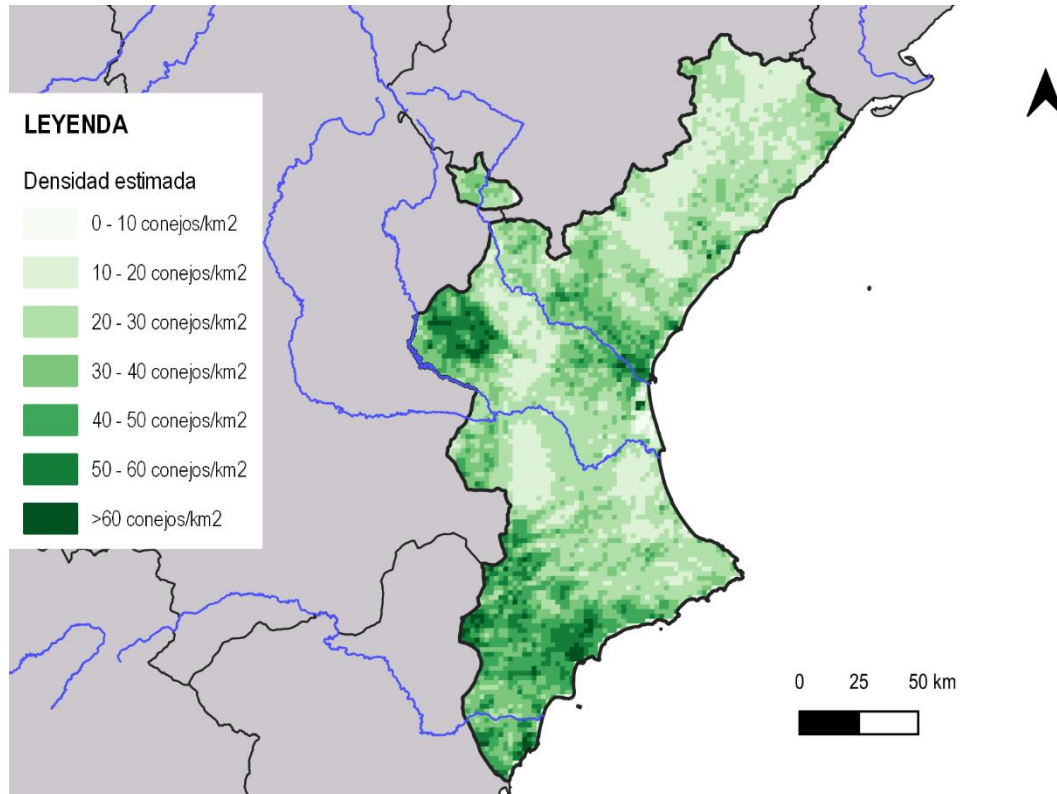 LEYENDA
Densidad estimada
0 - 10 conejos/km2
10 - 20 conejos/km2
20 - 30 conejos/km2
30 - 40 conejos/km2
40 - 50 conejos/km2
50 - 60 conejos/km2
>60 conejos/km2
0 25 50 km